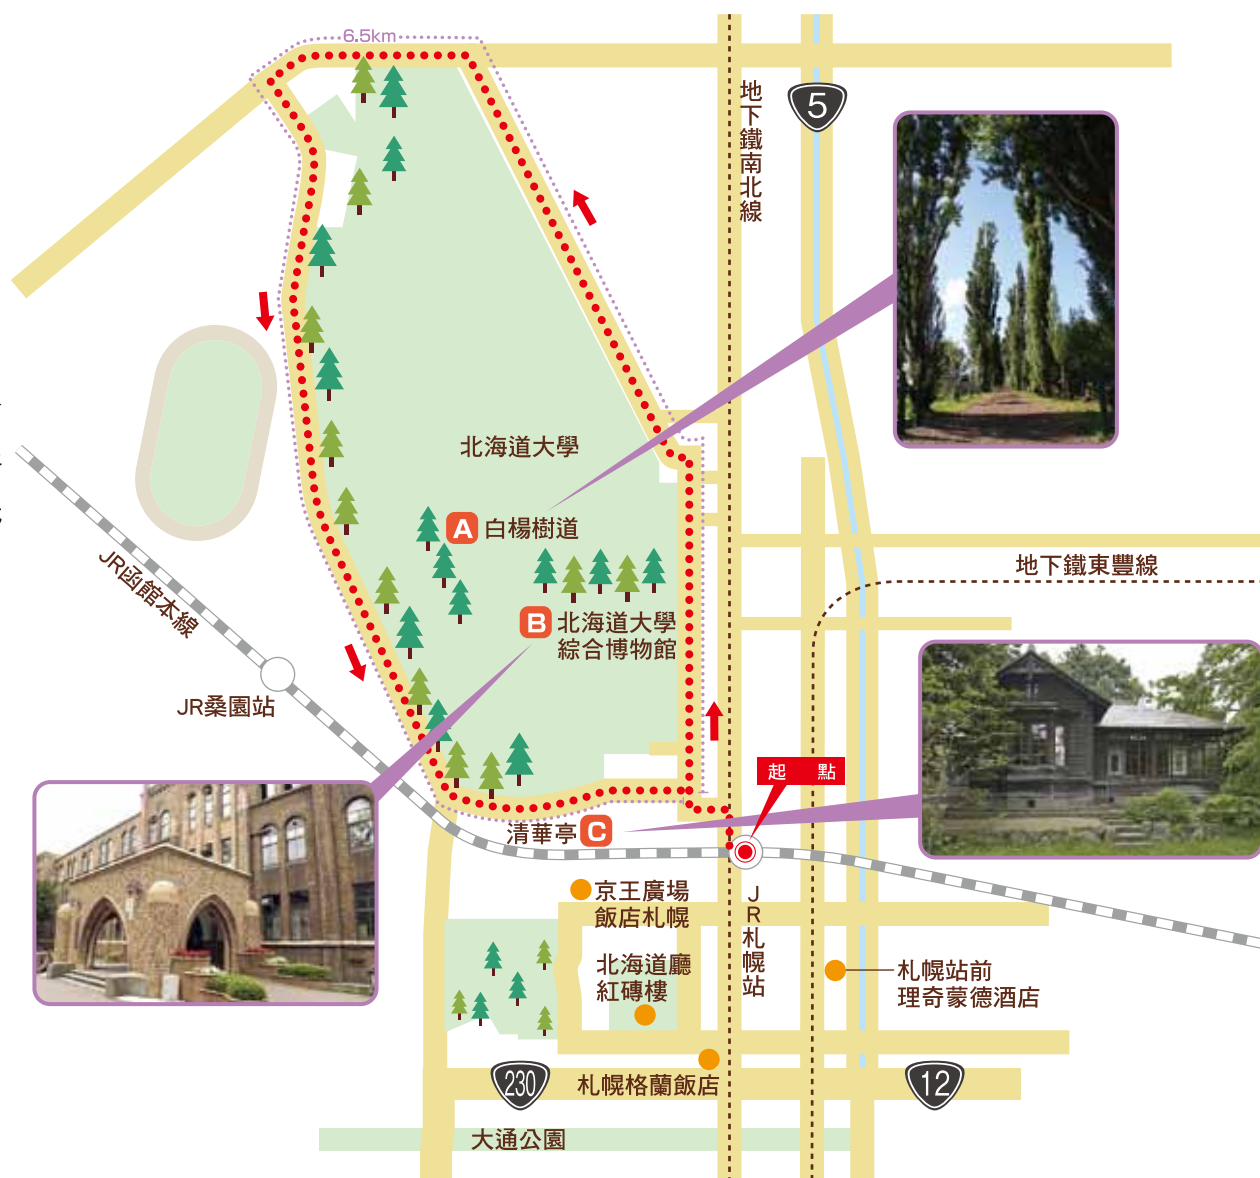 6.5km
地下鐵南北線
5
北海道大學
A 白楊樹道
地下鐵東豐線
B 北海道大學
綜合博物館
JR函館本線
JR桑園站
起 點
清華亭 C
京王廣場
飯店札幌
JR札幌站
北海道廳
紅磚樓
札幌站前
理奇蒙德酒店
230
札幌格蘭飯店
12
大通公園